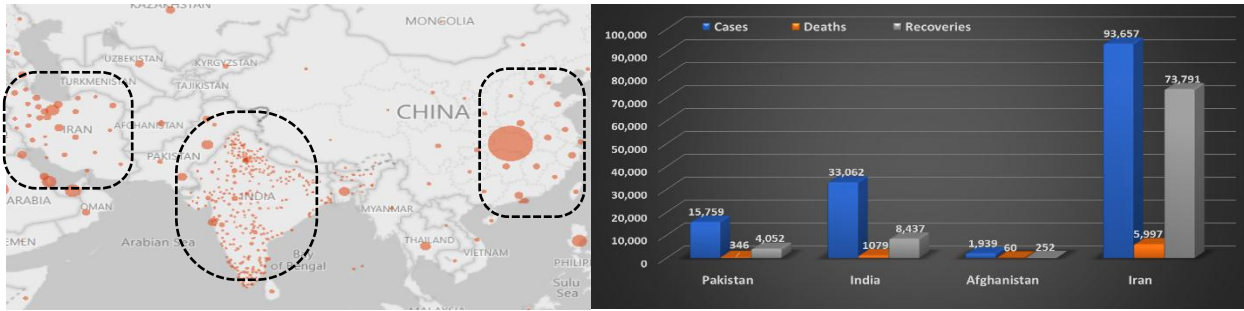 KAZAKHSTAN
MONGOLIA
UZBEKISTAN
KYRGYZSTAN
TURKMENISTAN
TAJIKISTAN
CHINA
IRAN
AFGHANISTAN
PAKISTAN
INDIA
ARABIA
OMAN
MYANMAR
EMEN
Arabian Sea
Bay
of Bengal
THAILAND
VIETNAM
PHILIP
Sulu
Sea
MALAYSIA
Cases Deaths Recoveries
100,000
90,000
80,000
70,000
60,000
50,000
40,000
30,000
20,000
10,000
0
15,759
346
4,052
33,062
1079
8,437
1,939
60
252
93,657
5,997
73,791
Pakistan India Afghanistan Iran